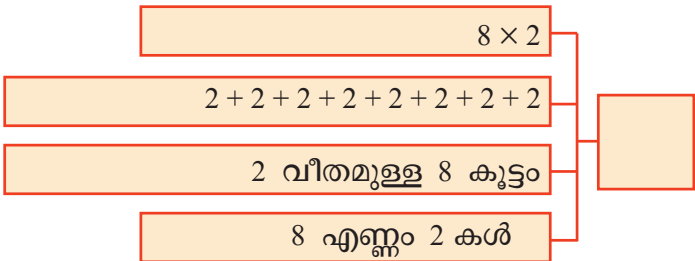 8 × 2
2 + 2 + 2 + 2 + 2 + 2 + 2 + 2
2 വീതമുള്ള 8 കൂട്ടം
8 എണ്ണം 2 കൾ